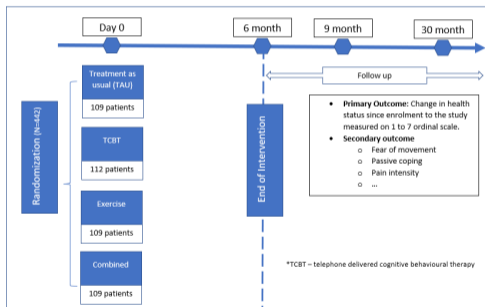 Day 0
6 month
9 month
30 month
Follow up
Randomization (N=442)
Treatment as
usual (TAU)
109 patients
TCBT
112 patients
Exercise
109 patients
Combined
109 patients
End of Intervention
• Primary Outcome: Change in health
status since enrolment to the study
measured on 1 to 7 ordinal scale.
• Secondary outcome
o Fear of movement
o Passive coping
o Pain intensity
o ...
*TCBT – telephone delivered cognitive behavioural therapy